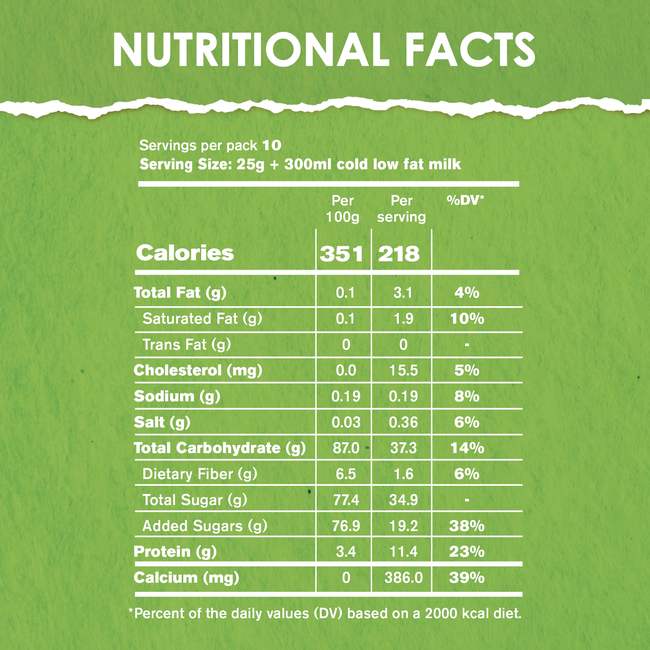 NUTRITIONAL FACTS
Servings per pack 10
Serving Size: 25g + 300ml cold low fat milk
Per 100g Per serving %DV*
Calories 351 218
Total Fat (g) 0.1 3.1 4%
Saturated Fat (g) 0.1 1.9 10%
Trans Fat (g) 0 0 -
Cholesterol (mg) 0.0 15.5 5%
Sodium (g) 0.19 0.19 8%
Salt (g) 0.03 0.36 6%
Total Carbohydrate (g) 87.0 37.3 14%
Dietary Fiber (g) 6.5 1.6 6%
Total Sugar (g) 77.4 34.9 -
Added Sugars (g) 76.9 19.2 38%
Protein (g) 3.4 11.4 23%
Calcium (mg) 0 386.0 39%
*Percent of the daily values (DV) based on a 2000 kcal diet.